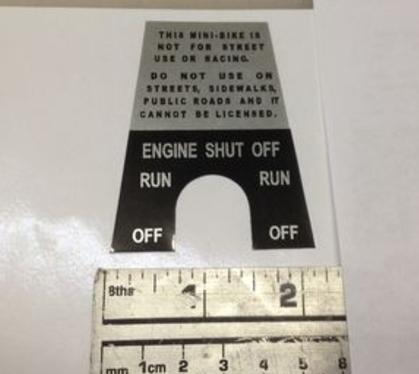 THIS MINI-BIKE IS
NOT FOR STREET
USE OR RACING.
DO NOT USE ON
STREETS, SIDEWALKS,
PUBLIC ROADS AND IT
CANNOT BE LICENSED.
ENGINE SHUT OFF
RUN RUN
OFF OFF
8ths 1 2
mm 1cm 2 3 4 5 6